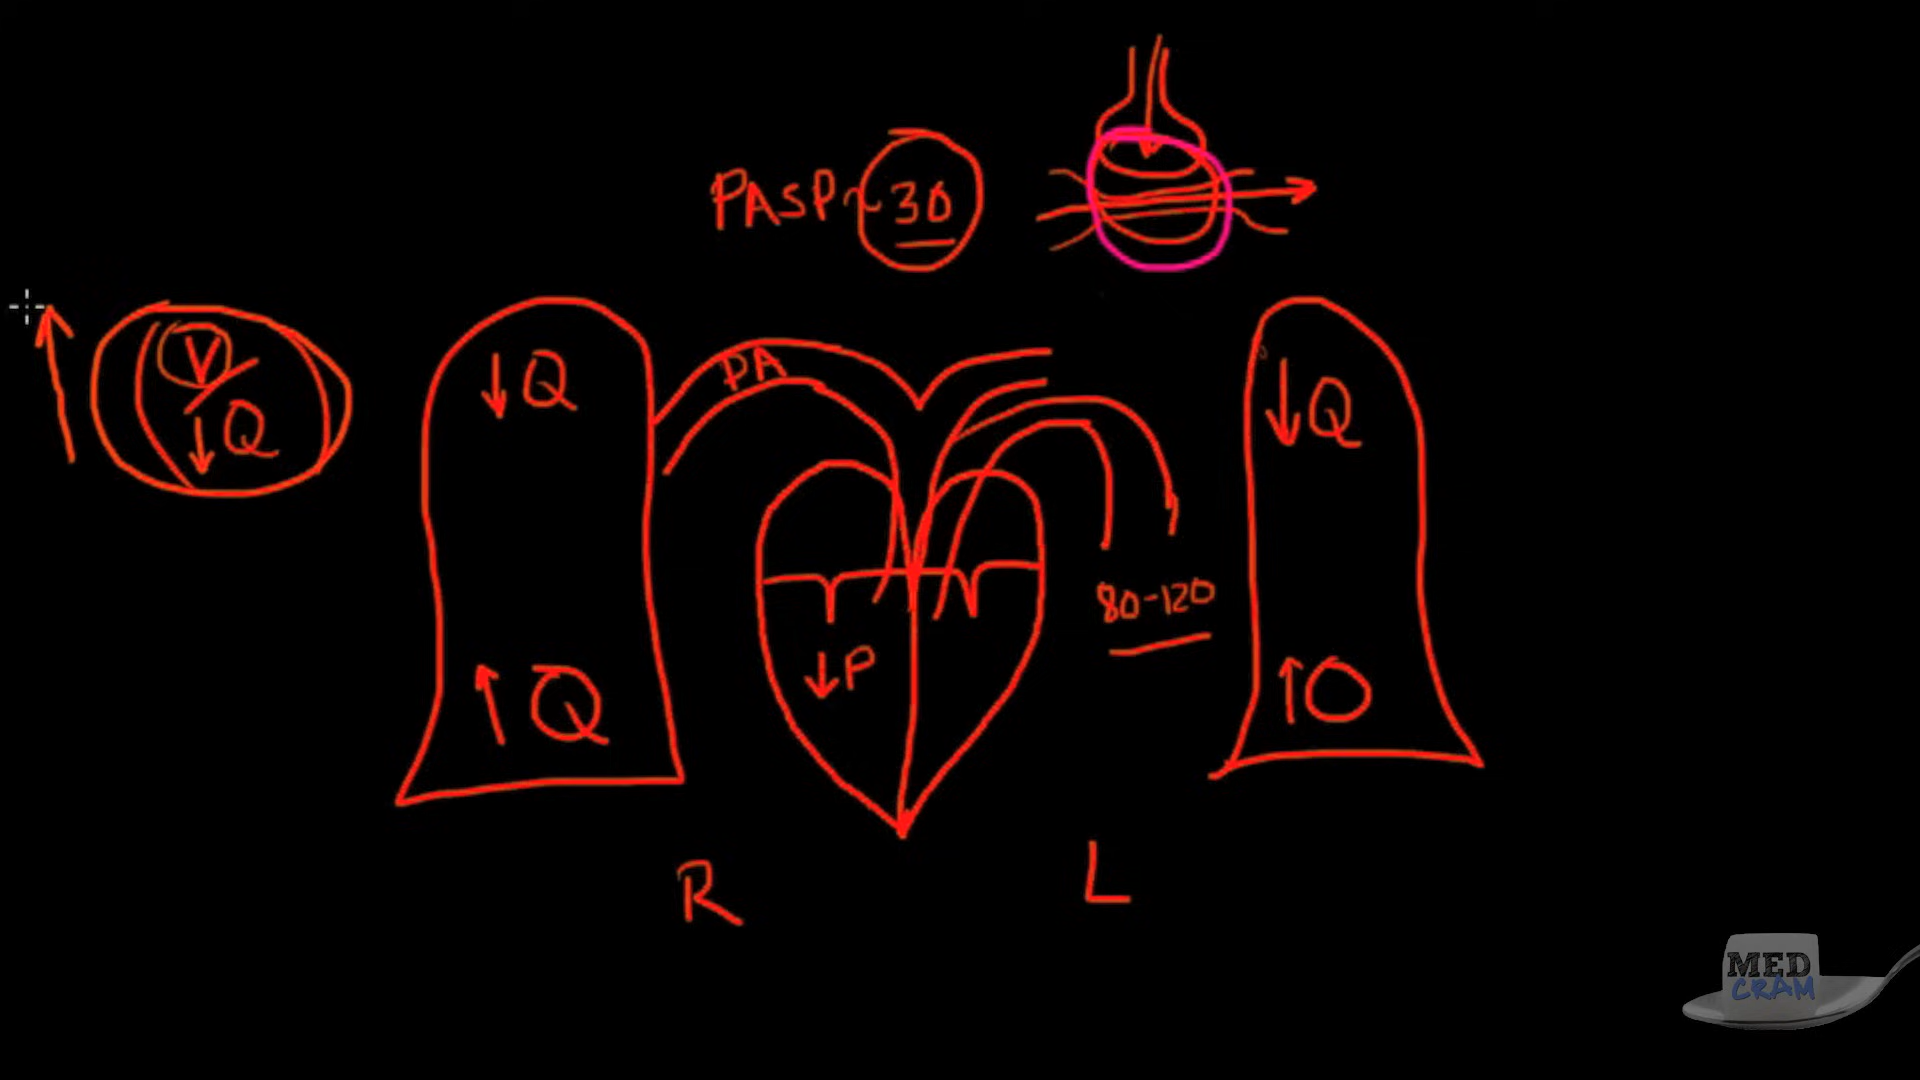 PASP~30
V/↓Q
↓Q
PA
↓Q
80-120
↓P
↑Q
↑O
R
L
MED
CRAM